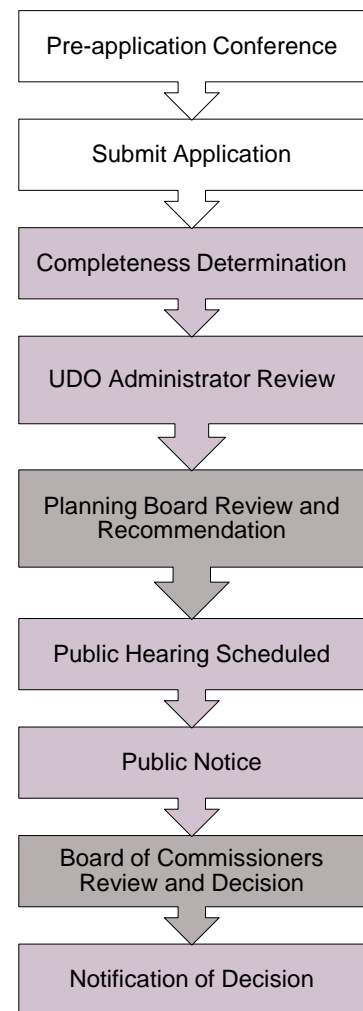 Pre-application Conference
Submit Application
Completeness Determination
UDO Administrator Review
Planning Board Review and
Recommendation
Public Hearing Scheduled
Public Notice
Board of Commissioners
Review and Decision
Notification of Decision